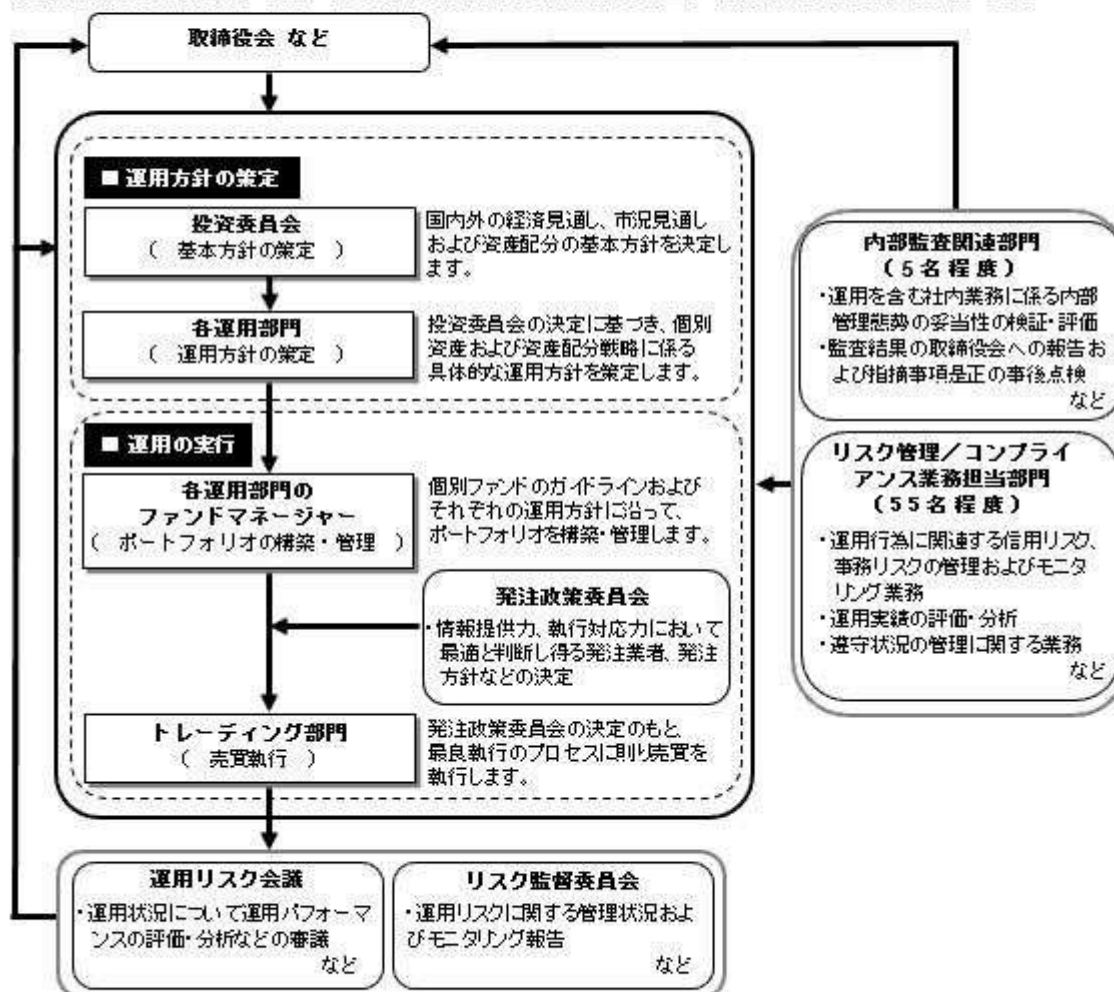 取締役会 など
■ 運用方針の策定
投資委員会
( 基本方針の策定 )
国内外の経済見通し、市況見通し
および資産配分の基本方針を決定し
ます。
各運用部門
( 運用方針の策定 )
投資委員会の決定に基づき、個別
資産および資産配分戦略に係る
具体的な運用方針を策定します。
■ 運用の実行
各運用部門の
ファンドマネージャー
( ポートフォリオの構築・管理 )
個別ファンドのガイドラインおよび
それぞれの運用方針に沿って、
ポートフォリオを構築・管理します。
発注政策委員会
・情報提供力、執行対応力において
最適と判断し得る発注業者、発注
方針などの決定
トレーディング部門
( 売買執行 )
発注政策委員会の決定のもと、
最良執行のプロセスに則り売買を
執行します。
内部監査関連部門
(5名程度)
・運用を含む社内業務に係る内部
管理態勢の妥当性の検証・評価
・監査結果の取締役会への報告お
よび指摘事項是正の事後点検
など
リスク管理/コンプライ
アンス業務担当部門
(55名程度)
・運用行為に関連する信用リスク、
事務リスクの管理およびモニタ
リング業務
・運用実績の評価・分析
・遵守状況の管理に関する業務
など
運用リスク会議
・運用状況について運用パフォーマ
ンスの評価・分析などの審議
など
リスク監督委員会
・運用リスクに関する管理状況およ
びモニタリング報告
など